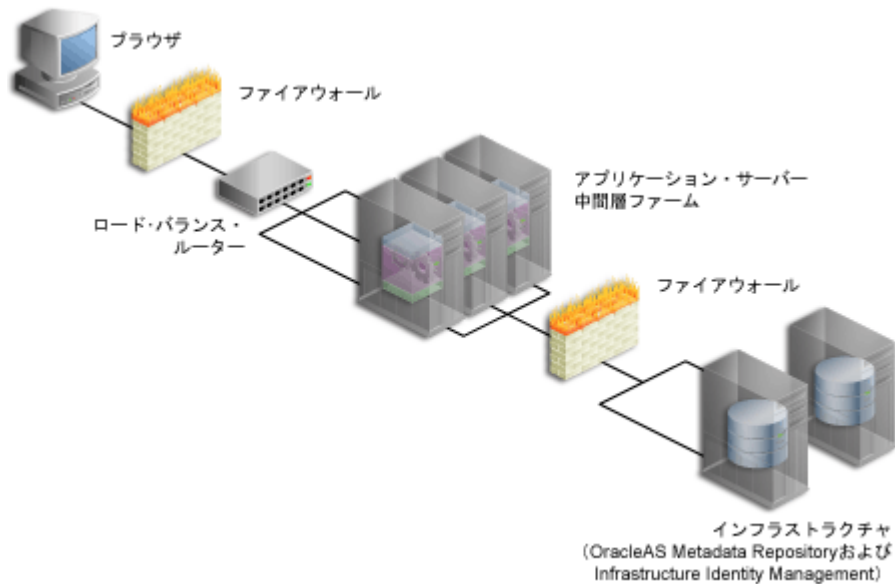 ブラウザ
ファイアウォール
ロード・バランス・
ルーター
アプリケーション・サーバー
中間層ファーム
ファイアウォール
インフラストラクチャ
（OracleAS Metadata Repositoryおよび
Infrastructure Identity Management）